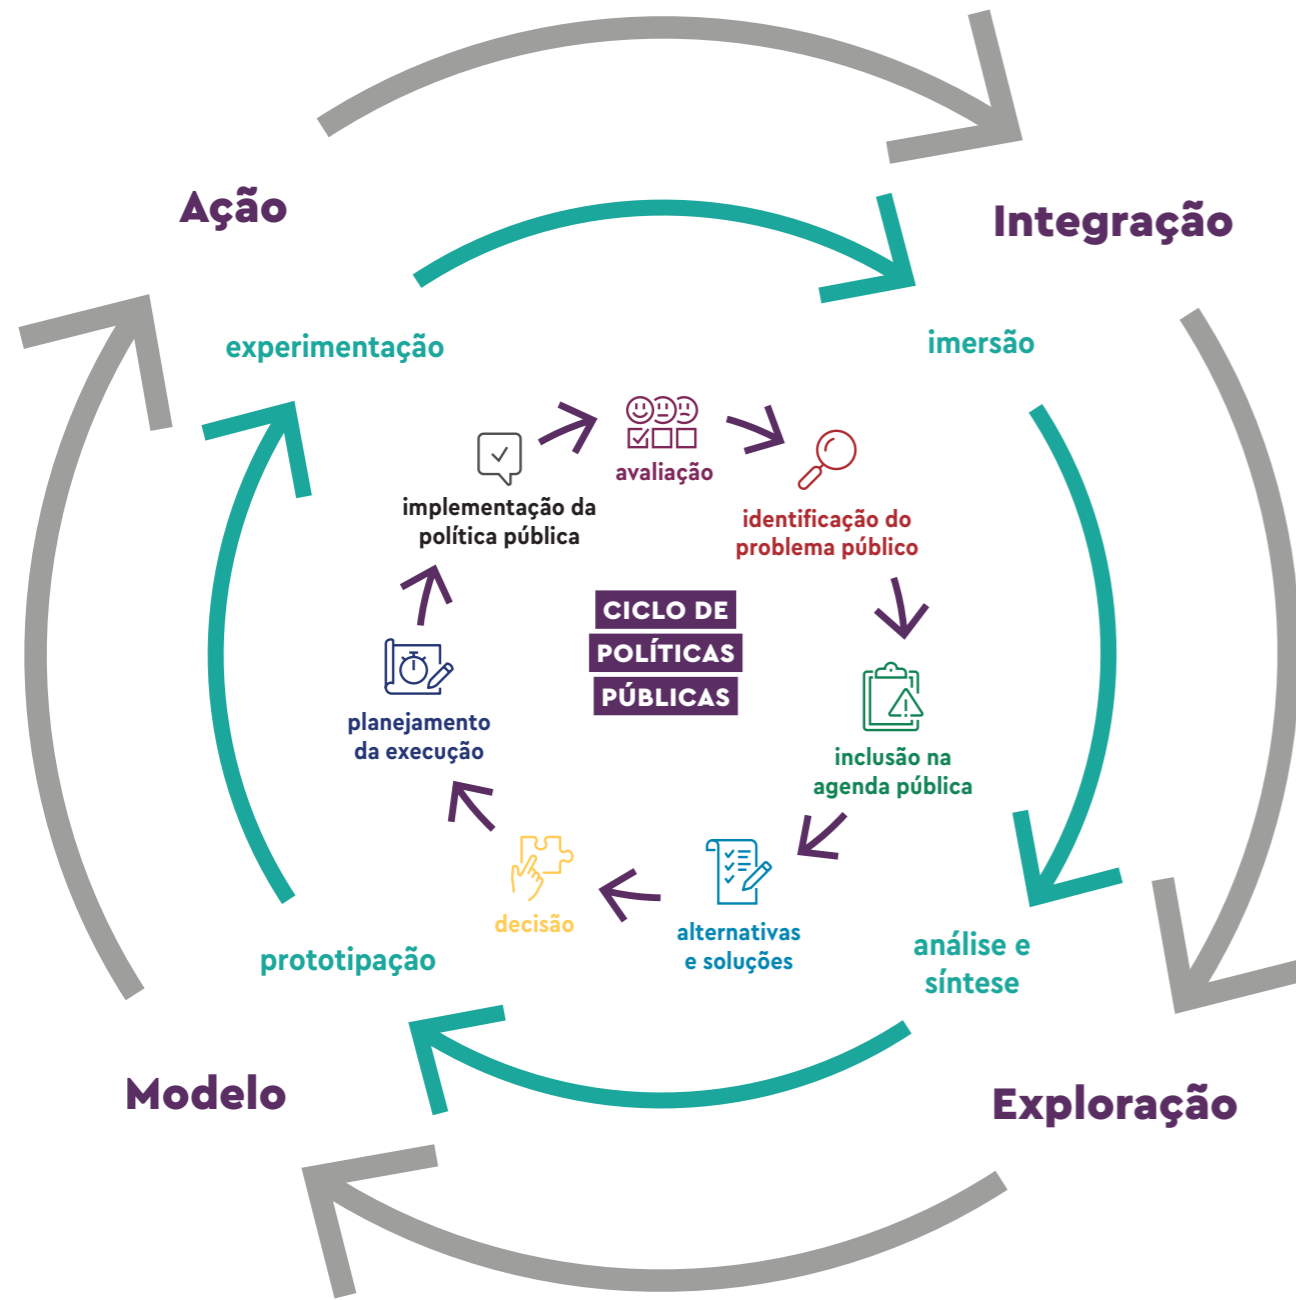 Ação
Integração
experimentação
imersão
avaliação
implementação da
política pública
identificação do
problema público
CICLO DE
POLÍTICAS
PÚBLICAS
planejamento
da execução
inclusão na
agenda pública
decisão
alternativas
e soluções
prototipação
análise e
síntese
Modelo
Exploração